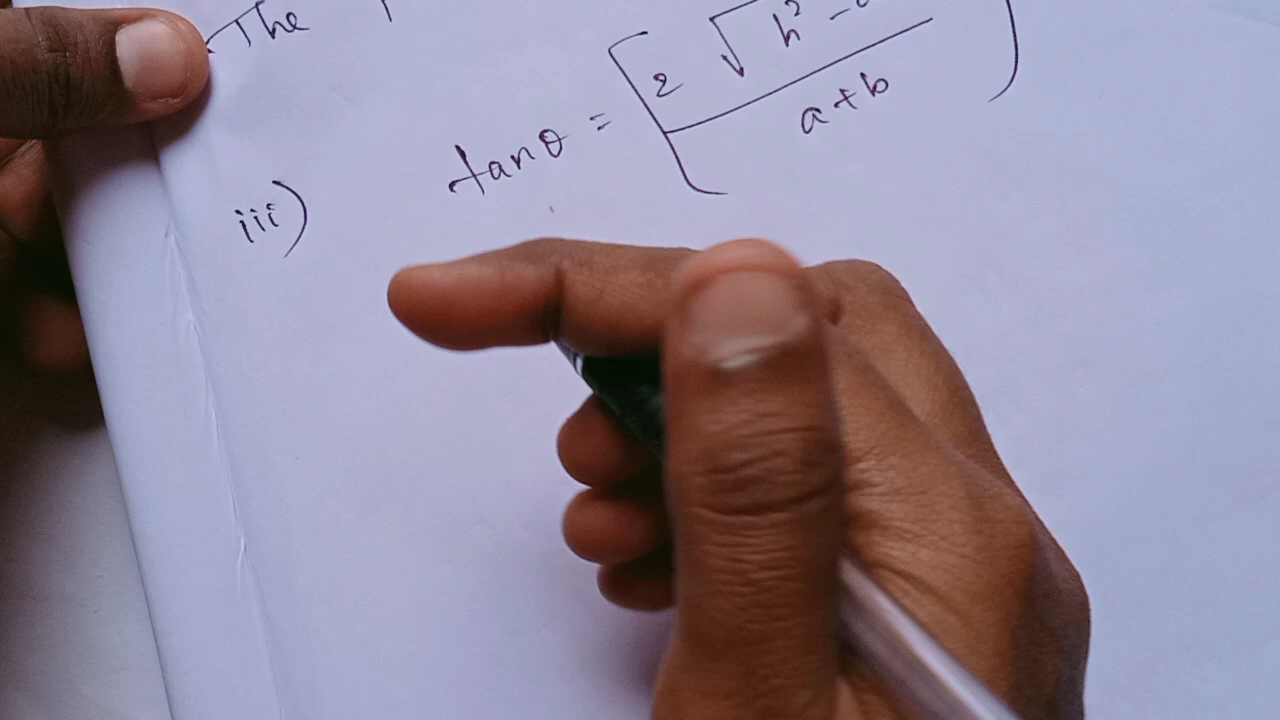 The
tanθ = [2 √h² -
a+b
iii)